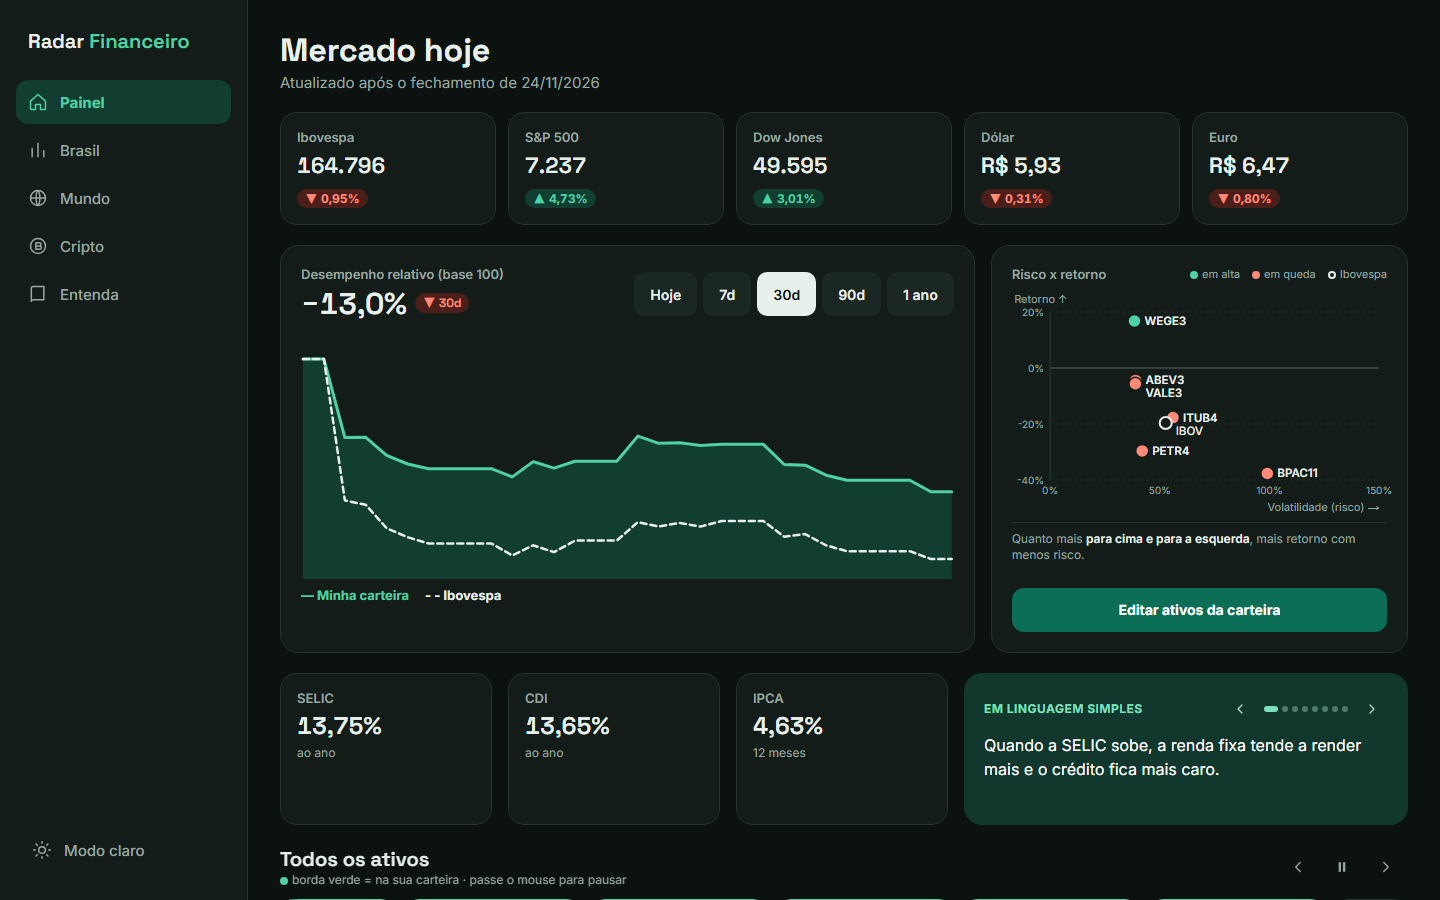 Radar Financeiro
Painel
Brasil
Mundo
Cripto
Entenda
Modo claro
Mercado hoje
Atualizado após o fechamento de 24/11/2026
Ibovespa
164.796
▼ 0,95%
S&P 500
7.237
▲ 4,73%
Dow Jones
49.595
▲ 3,01%
Dólar
R$ 5,93
▼ 0,31%
Euro
R$ 6,47
▼ 0,80%
Desempenho relativo (base 100)
−13,0% ▼ 30d
Hoje 7d 30d 90d 1 ano
— Minha carteira - - Ibovespa
Risco x retorno
em alta em queda Ibovespa
Retorno ↑
20%
WEGE3
0%
ABEV3
VALE3
-20%
ITUB4
IBOV
PETR4
BPAC11
-40%
0% 50% 100% 150%
Volatilidade (risco) →
Quanto mais para cima e para a esquerda, mais retorno com
menos risco.
Editar ativos da carteira
SELIC
13,75%
ao ano
CDI
13,65%
ao ano
IPCA
4,63%
12 meses
EM LINGUAGEM SIMPLES
Quando a SELIC sobe, a renda fixa tende a render
mais e o crédito fica mais caro.
Todos os ativos
borda verde = na sua carteira · passe o mouse para pausar